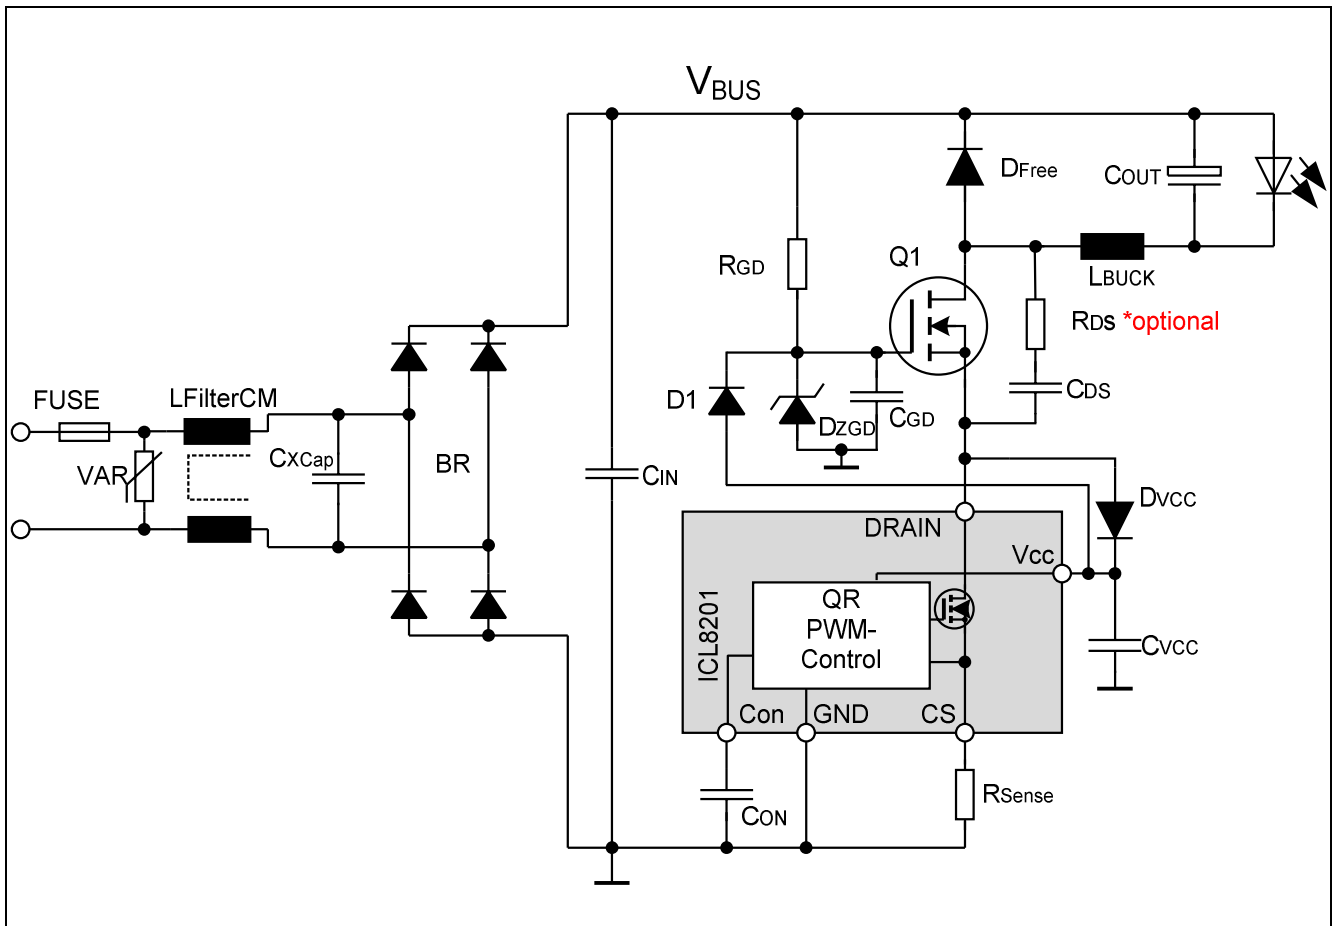 VBUS
DFree
COUT
Q1
RGD
LBUCK
RDS *optional
FUSE
LFilterCM
D1
CDS
DZGD
CGD
CXCap
BR
VAR
CIN
DVCC
DRAIN
Vcc
ICL8201
QR
PWM-
Control
CVCC
Con
GND
CS
RSense
CON